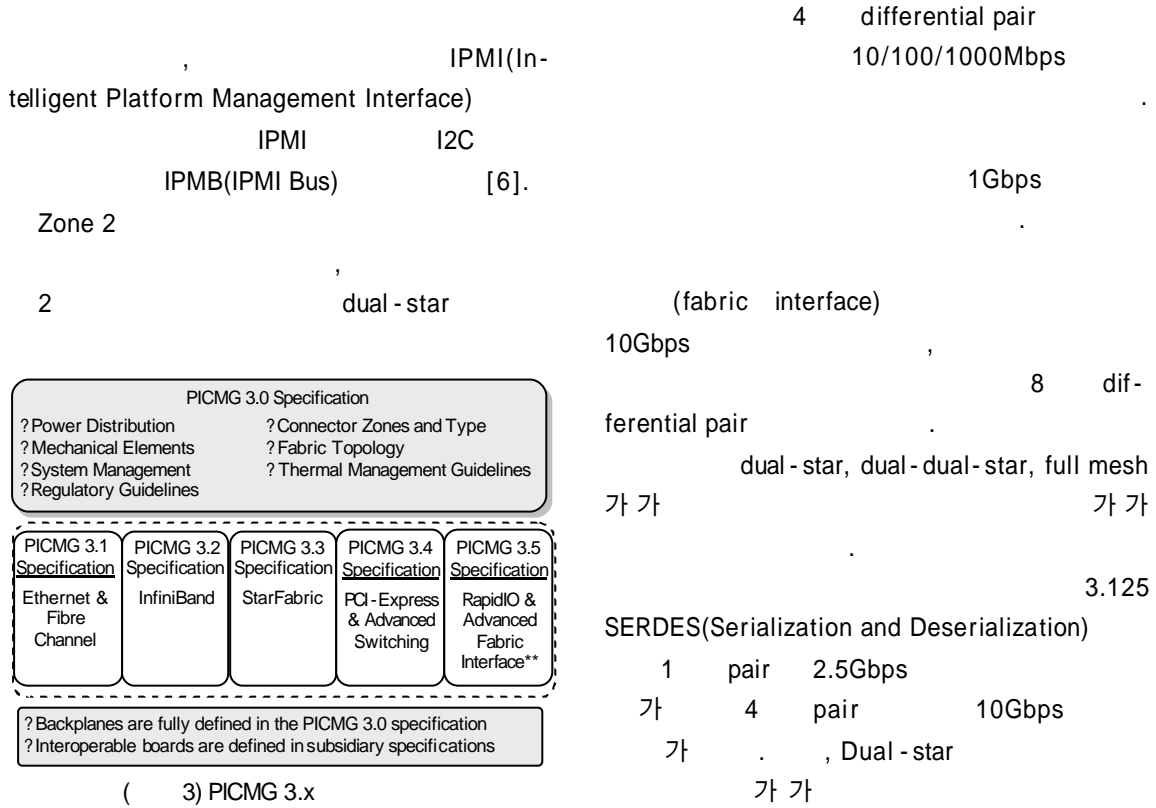 , IPMI(In-
telligent Platform Management Interface)
IPMI I2C
IPMB(IPMI Bus) [6].
Zone 2
,
2 dual-star
PICMG 3.0 Specification
? Power Distribution
? Mechanical Elements
? System Management
? Regulatory Guidelines
? Connector Zones and Type
? Fabric Topology
? Thermal Management Guidelines
PICMG 3.1
Specification
Ethernet &
Fibre
Channel
PICMG 3.2
Specification
InfiniBand
PICMG 3.3
Specification
StarFabric
PICMG 3.4
Specification
PCI-Express
& Advanced
Switching
PICMG 3.5
Specification
RapidIO &
Advanced
Fabric
Interface**
? Backplanes are fully defined in the PICMG 3.0 specification
? Interoperable boards are defined in subsidiary specifications
( 3) PICMG 3.x
4 differential pair
10/100/1000Mbps
.
1Gbps
.
(fabric interface)
10Gbps ,
8 dif-
ferential pair .
dual-star, dual-dual-star, full mesh
가 가 가 가
.
3.125
SERDES(Serialization and Deserialization)
1 pair 2.5Gbps
가 4 pair 10Gbps
가 . , Dual-star
가 가